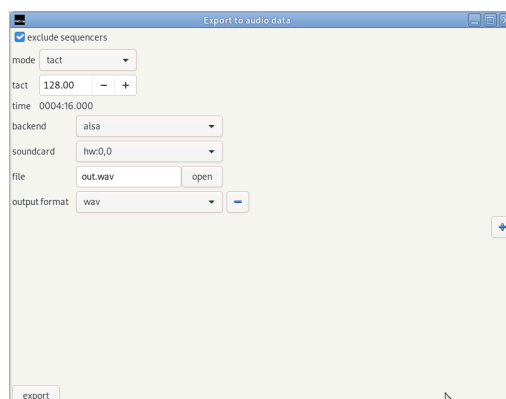 Export to audio data
exclude sequencers
mode tact
tact 128.00 − +
time 0004:16.000
backend alsa
soundcard hw:0,0
file out.wav open
output format wav
export